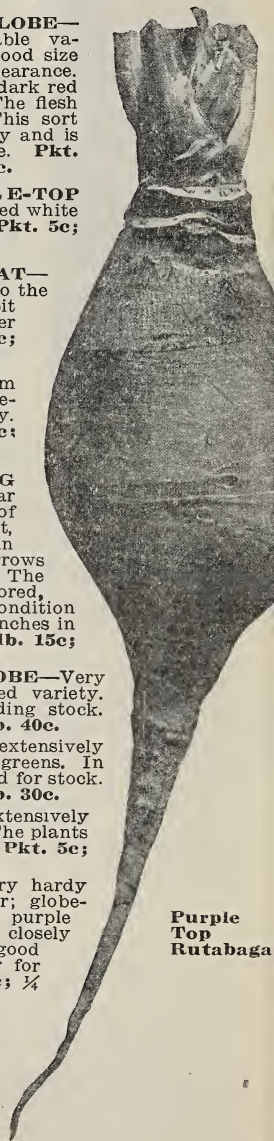 LOBE—
able va-
ood size
earance.
dark red
The flesh
This sort
y and is
e. Pkt.
c.
LE-TOP
ed white
Pkt. 5c;
AT—
o the
it
er
c;
m
e-
y.
c;
G
ar
of
t,
n
rows
The
ored,
ondition
nches in
lb. 15c;
OBE—Very
ed variety.
ding stock.
b. 40c.
extensively
greens. In
d for stock.
b. 30c.
xtensively
The plants
Pkt. 5c;
ry hardy
r; globe-
purple
closely
good
r for
c; ¼
Purple
Top
Rutabaga